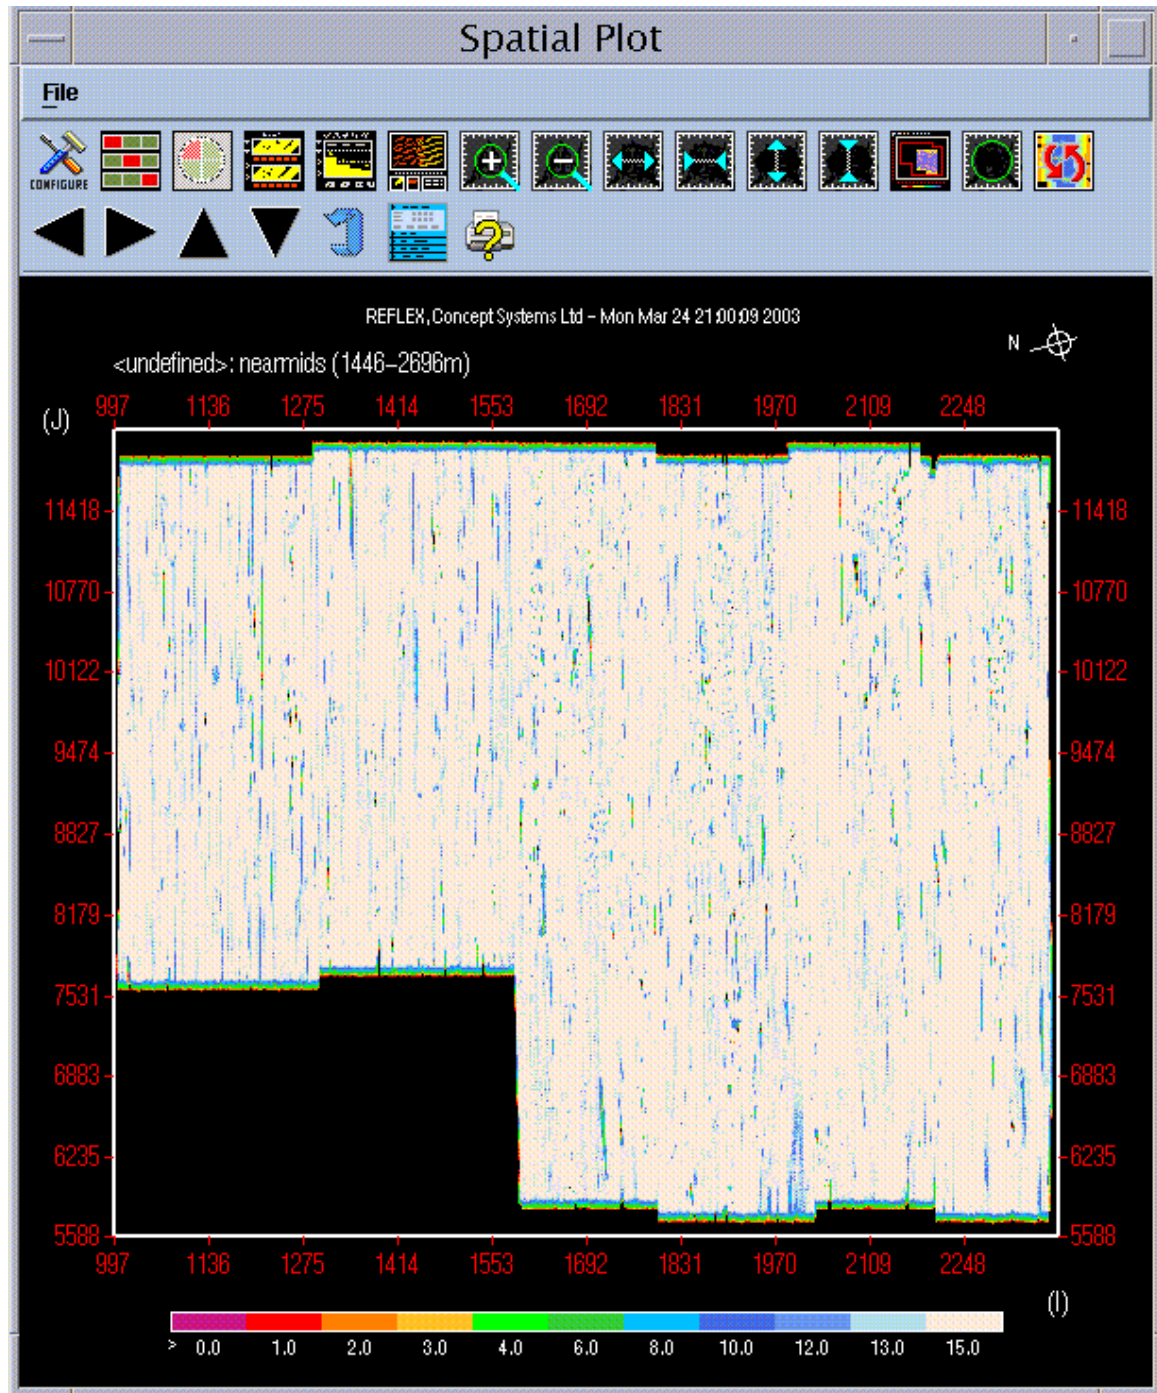 Spatial Plot
File
CONFIGURE
REFLEX, Concept Systems Ltd - Mon Mar 24 21:00:09 2003
N
<undefined>: nearmids (1446-2696m)
(J) 997 1136 1275 1414 1553 1692 1831 1970 2109 2248
11418 11418
10770 10770
10122 10122
9474 9474
8827 8827
8179 8179
7531 7531
6883 6883
6235 6235
5588 5588
997 1136 1275 1414 1553 1692 1831 1970 2109 2248
(I)
> 0.0 1.0 2.0 3.0 4.0 6.0 8.0 10.0 12.0 13.0 15.0